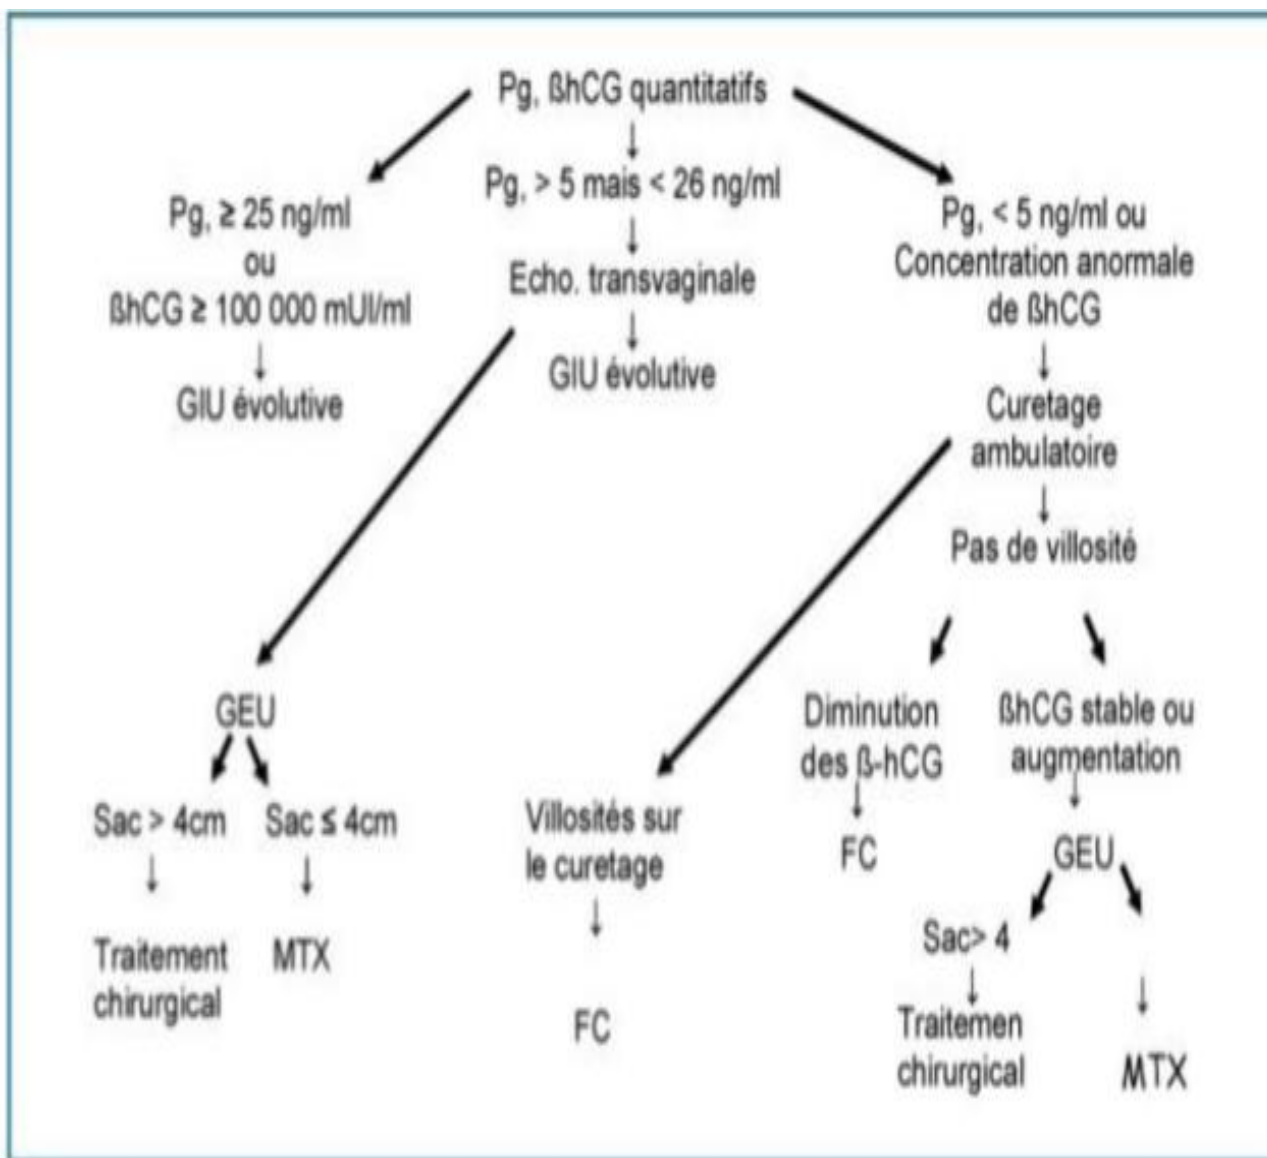 Pg, ßhCG quantitatifs
Pg, ≥ 25 ng/ml
ou
ßhCG ≥ 100 000 mUI/ml
GIU évolutive
Pg, > 5 mais < 26 ng/ml
Echo. transvaginale
GIU évolutive
Pg, < 5 ng/ml ou
Concentration anormale
de ßhCG
Curetage
ambulatoire
Pas de villosité
GEU
Sac > 4cm
Traitement
chirurgical
Sac ≤ 4cm
MTX
Villosités sur
le curetage
FC
Diminution
des ß-hCG
FC
ßhCG stable ou
augmentation
GEU
Sac> 4
Traitemen
chirurgical
MTX